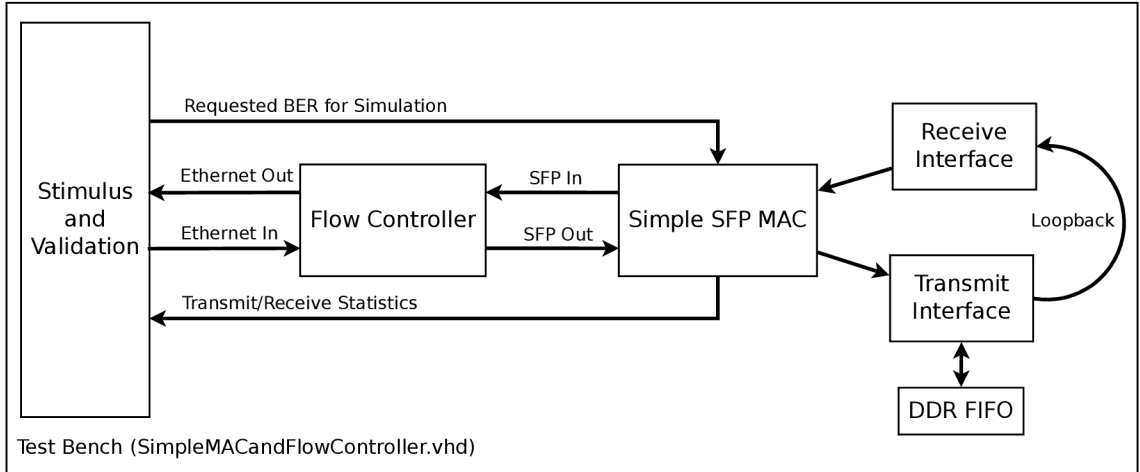 Requested BER for Simulation
Stimulus
and
Validation
Ethernet Out
Ethernet In
Flow Controller
SFP In
SFP Out
Simple SFP MAC
Receive
Interface
Loopback
Transmit
Interface
Transmit/Receive Statistics
DDR FIFO
Test Bench (SimpleMACandFlowController.vhd)